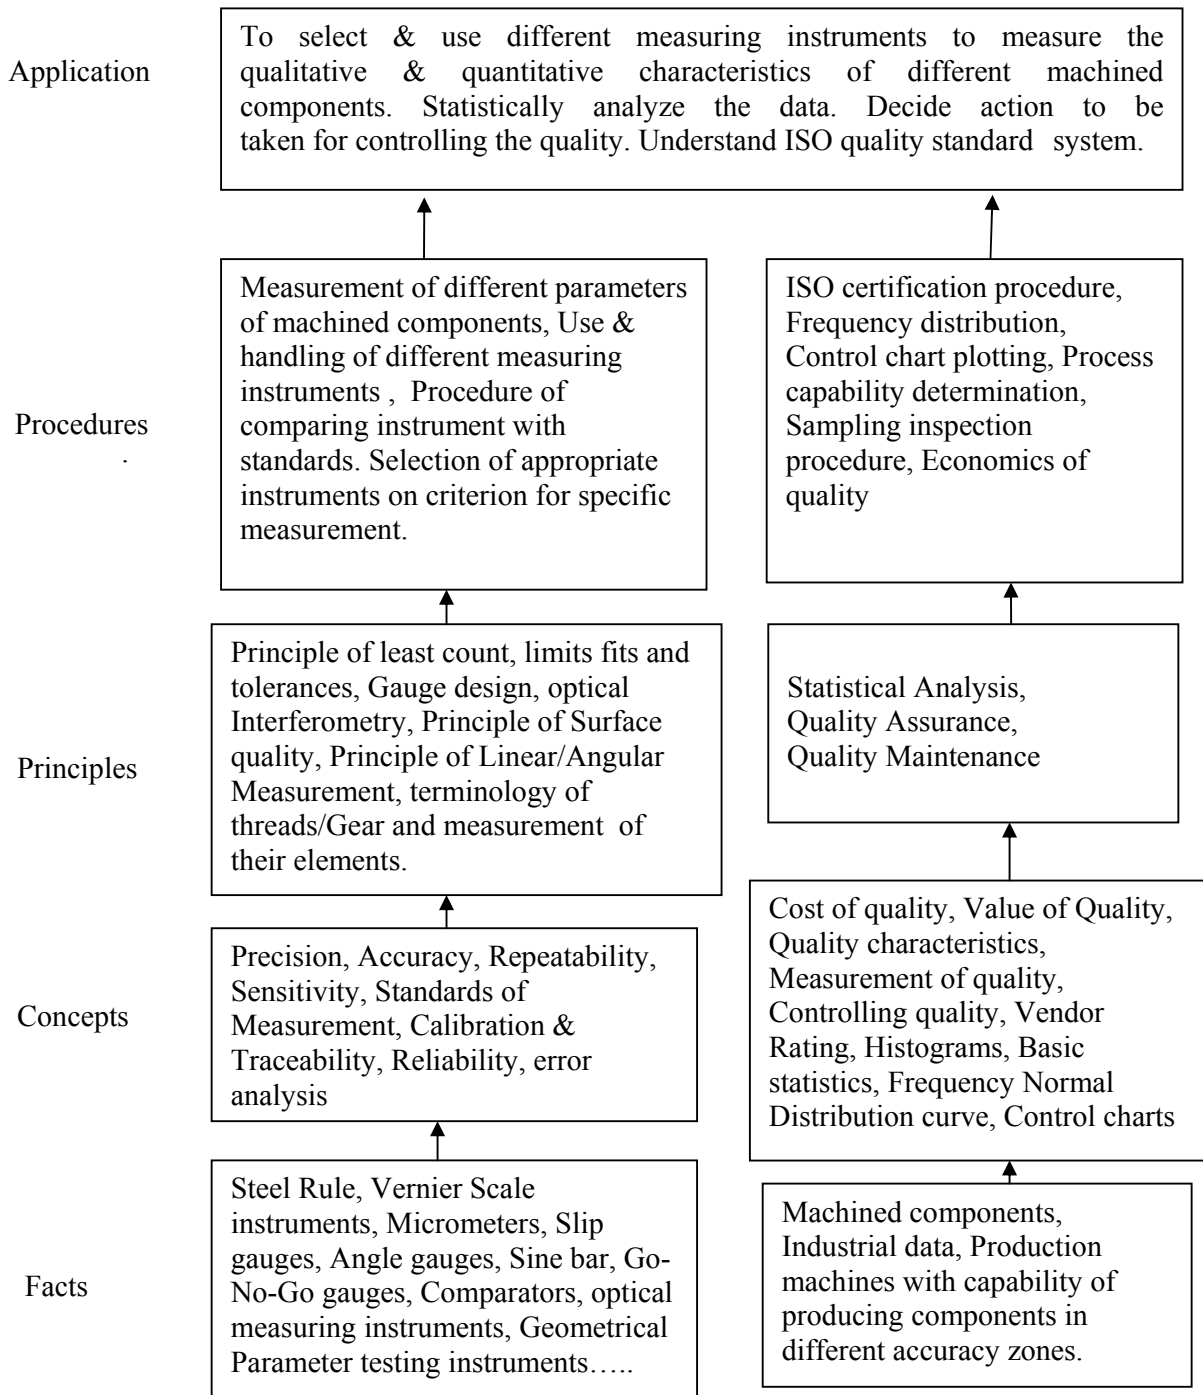 Application
To select & use different measuring instruments to measure the
qualitative & quantitative characteristics of different machined
components. Statistically analyze the data. Decide action to be
taken for controlling the quality. Understand ISO quality standard system.
Procedures
.
Measurement of different parameters
of machined components, Use &
handling of different measuring
instruments , Procedure of
comparing instrument with
standards. Selection of appropriate
instruments on criterion for specific
measurement.
ISO certification procedure,
Frequency distribution,
Control chart plotting, Process
capability determination,
Sampling inspection
procedure, Economics of
quality
Principles
Principle of least count, limits fits and
tolerances, Gauge design, optical
Interferometry, Principle of Surface
quality, Principle of Linear/Angular
Measurement, terminology of
threads/Gear and measurement of
their elements.
Statistical Analysis,
Quality Assurance,
Quality Maintenance
Concepts
Precision, Accuracy, Repeatability,
Sensitivity, Standards of
Measurement, Calibration &
Traceability, Reliability, error
analysis
Cost of quality, Value of Quality,
Quality characteristics,
Measurement of quality,
Controlling quality, Vendor
Rating, Histograms, Basic
statistics, Frequency Normal
Distribution curve, Control charts
Facts
Steel Rule, Vernier Scale
instruments, Micrometers, Slip
gauges, Angle gauges, Sine bar, Go-
No-Go gauges, Comparators, optical
measuring instruments, Geometrical
Parameter testing instruments…..
Machined components,
Industrial data, Production
machines with capability of
producing components in
different accuracy zones.